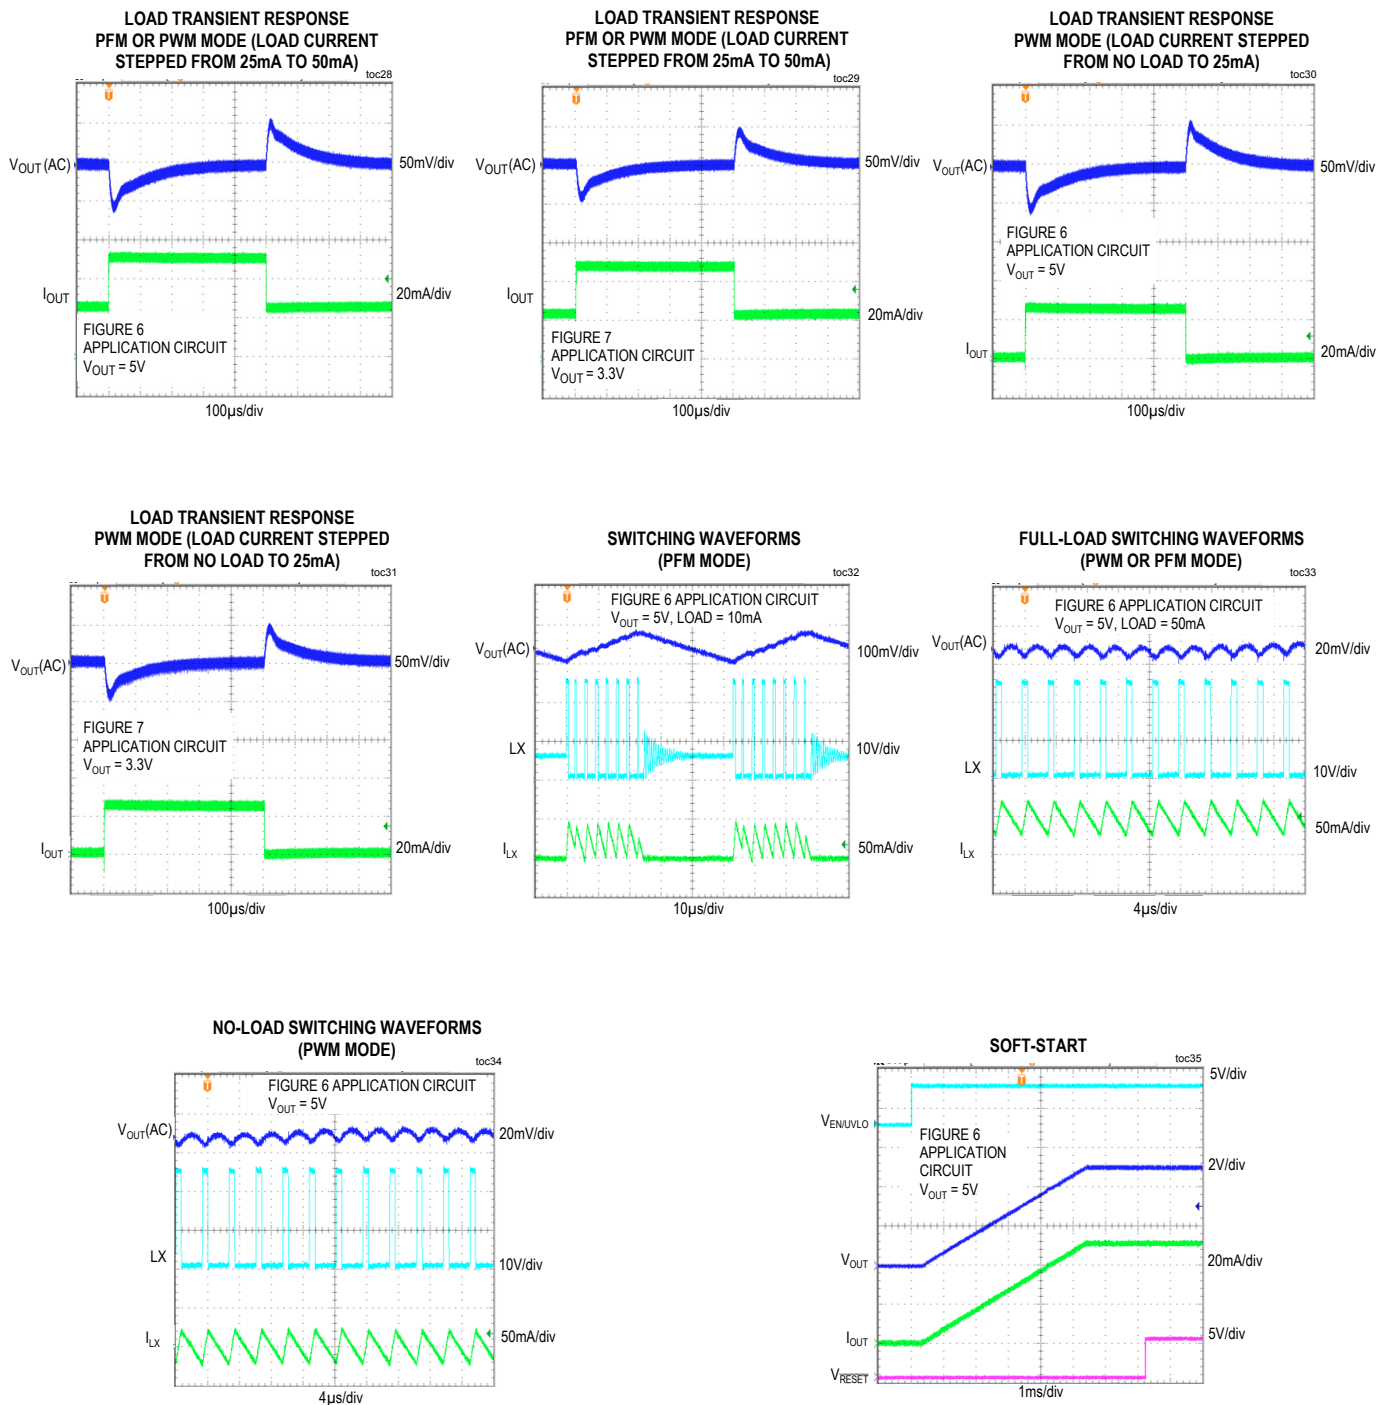 LOAD TRANSIENT RESPONSE
PFM OR PWM MODE (LOAD CURRENT
STEPPED FROM 25mA TO 50mA)
toc28
VOUT(AC)
50mV/div
IOUT
20mA/div
FIGURE 6
APPLICATION CIRCUIT
VOUT = 5V
100µs/div
LOAD TRANSIENT RESPONSE
PFM OR PWM MODE (LOAD CURRENT
STEPPED FROM 25mA TO 50mA)
toc29
VOUT(AC)
50mV/div
IOUT
20mA/div
FIGURE 7
APPLICATION CIRCUIT
VOUT = 3.3V
100µs/div
LOAD TRANSIENT RESPONSE
PWM MODE (LOAD CURRENT STEPPED
FROM NO LOAD TO 25mA)
toc30
VOUT(AC)
50mV/div
FIGURE 6
APPLICATION CIRCUIT
VOUT = 5V
IOUT
20mA/div
100µs/div
LOAD TRANSIENT RESPONSE
PWM MODE (LOAD CURRENT STEPPED
FROM NO LOAD TO 25mA)
toc31
VOUT(AC)
50mV/div
FIGURE 7
APPLICATION CIRCUIT
VOUT = 3.3V
IOUT
20mA/div
100µs/div
SWITCHING WAVEFORMS
(PFM MODE)
toc32
FIGURE 6 APPLICATION CIRCUIT
VOUT = 5V, LOAD = 10mA
VOUT(AC)
100mV/div
LX
10V/div
ILX
50mA/div
10µs/div
FULL-LOAD SWITCHING WAVEFORMS
(PWM OR PFM MODE)
toc33
FIGURE 6 APPLICATION CIRCUIT
VOUT = 5V, LOAD = 50mA
VOUT(AC)
20mV/div
LX
10V/div
ILX
50mA/div
4µs/div
NO-LOAD SWITCHING WAVEFORMS
(PWM MODE)
toc34
FIGURE 6 APPLICATION CIRCUIT
VOUT = 5V
VOUT(AC)
20mV/div
LX
10V/div
ILX
50mA/div
4µs/div
SOFT-START
toc35
5V/div
VEN/UVLO
FIGURE 6
APPLICATION
CIRCUIT
VOUT = 5V
2V/div
VOUT
20mA/div
IOUT
5V/div
VRESET
1ms/div